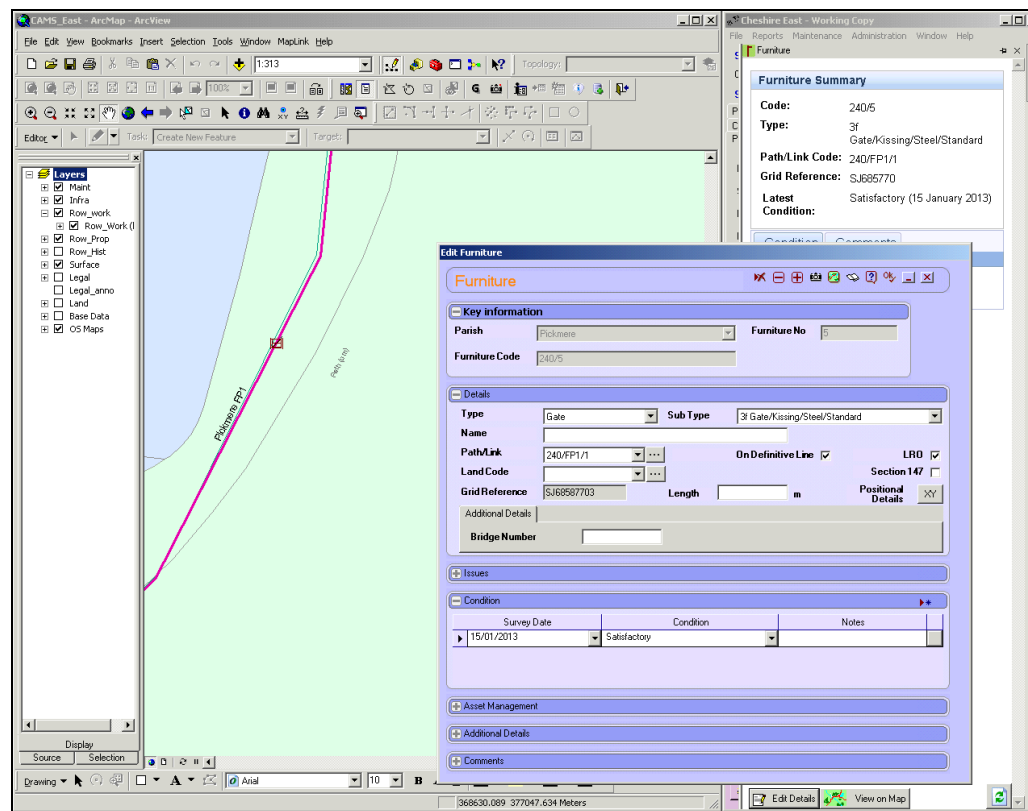 CAMS_East - ArcMap - ArcView
File Edit View Bookmarks Insert Selection Tools Window MapLink Help
1:313
Topology:
100%
Editor
Task:
Create New Feature
Target:
Layers
Maint
Infra
Row_work
Row_Work (l
Row_Prop
Row_Hist
Surface
Legal
Legal_anno
Land
Base Data
OS Maps
Display
Source
Selection
Pickmere FP1
Path (um)
Drawing
A
Arial
10
B
368630.089 377047.634 Meters
Cheshire East - Working Copy
File Reports Maintenance Administration Window Help
Furniture
Furniture Summary
Code: 240/5
Type: 3f
Gate/Kissing/Steel/Standard
Path/Link Code: 240/FP1/1
Grid Reference: SJ685770
Latest Condition: Satisfactory (15 January 2013)
Condition
Comments
Edit Furniture
Furniture
Key information
Parish
Pickmere
Furniture No
5
Furniture Code
240/5
Details
Type
Gate
Sub Type
3f Gate/Kissing/Steel/Standard
Name
Path/Link
240/FP1/1
On Definitive Line
LRO
Land Code
Section 147
Grid Reference
SJ68587703
Length
m
Positional Details
XY
Additional Details
Bridge Number
Issues
Condition
Survey Date
Condition
Notes
15/01/2013
Satisfactory
Asset Management
Additional Details
Comments
Edit Details
View on Map